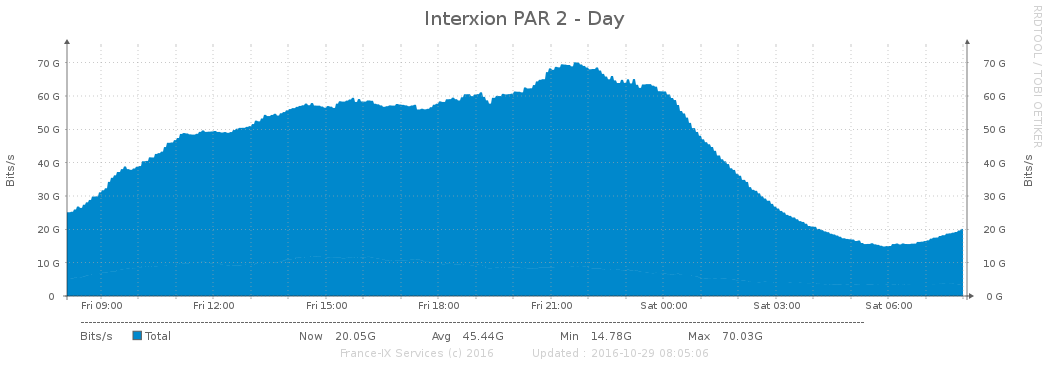 Interxion PAR 2 - Day
RRDTOOL / TOBI OETIKER
Bits/s
70 G 70 G
60 G 60 G
50 G 50 G
40 G 40 G
30 G 30 G
20 G 20 G
10 G 10 G
0 0 G
Bits/s
Fri 09:00 Fri 12:00 Fri 15:00 Fri 18:00 Fri 21:00 Sat 00:00 Sat 03:00 Sat 06:00
Bits/s Total Now 20.05G Avg 45.44G Min 14.78G Max 70.03G
France-IX Services (c) 2016 Updated : 2016-10-29 08:05:06